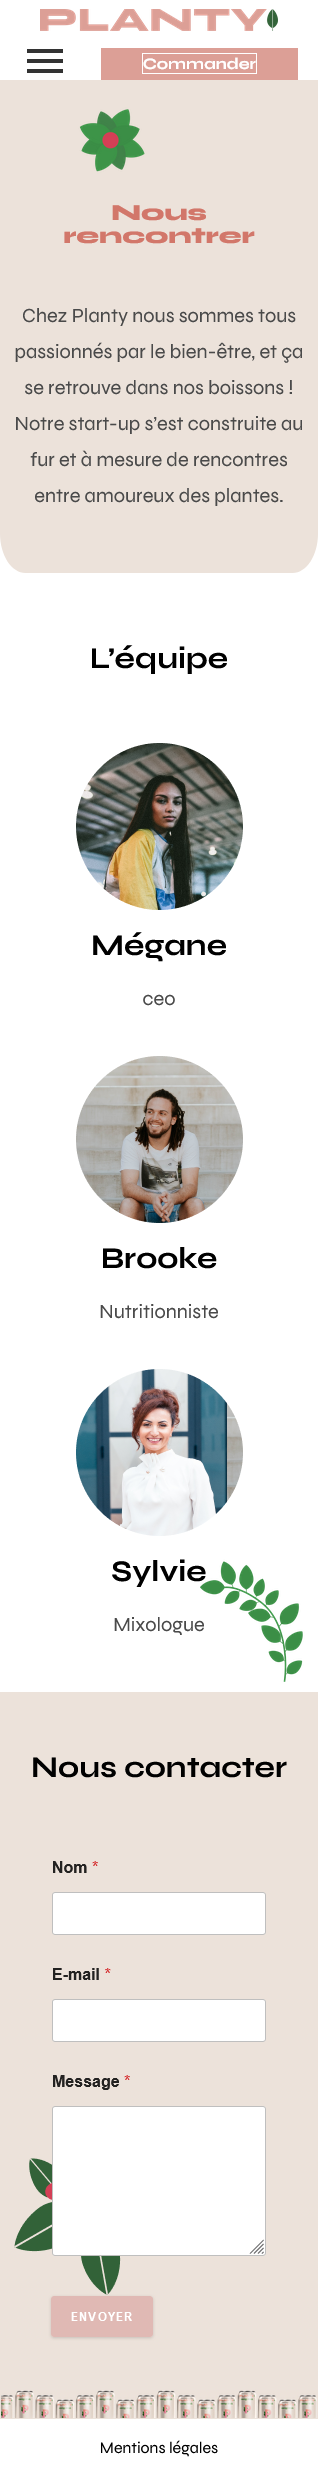 PLANTY
Commander
Nous
rencontrer
Chez Planty nous sommes tous
passionnés par le bien-être, et ça
se retrouve dans nos boissons !
Notre start-up s’est construite au
fur et à mesure de rencontres
entre amoureux des plantes.
L’équipe
Mégane
ceo
Brooke
Nutritionniste
Sylvie
Mixologue
Nous contacter
Nom *
E-mail *
Message *
ENVOYER
Mentions légales